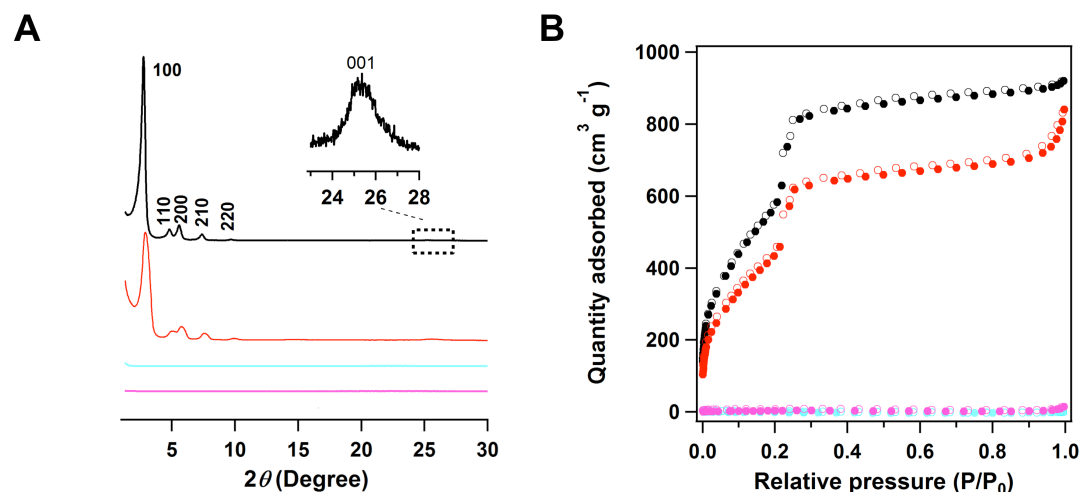 A
100
110
200
210
220
001
24 26 28
5 10 15 20 25 30
2θ (Degree)
B
1000
800
600
400
200
0
Quantity adsorbed (cm³ g⁻¹)
0.0 0.2 0.4 0.6 0.8 1.0
Relative pressure (P/P₀)